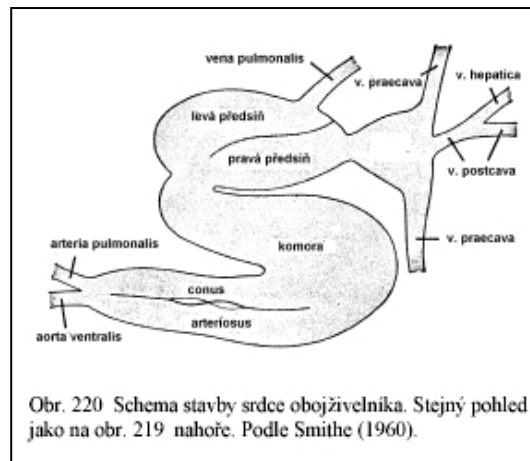 vena pulmonalis
v. praecava
v. hepatica
levá předsíň
pravá předsíň
v. postcava
arteria pulmonalis
komora
v. praecava
conus
arteriosus
aorta ventralis
Obr. 220 Schema stavby srdce obojživelníka. Stejný pohled
jako na obr. 219 nahoře. Podle Smithe (1960).